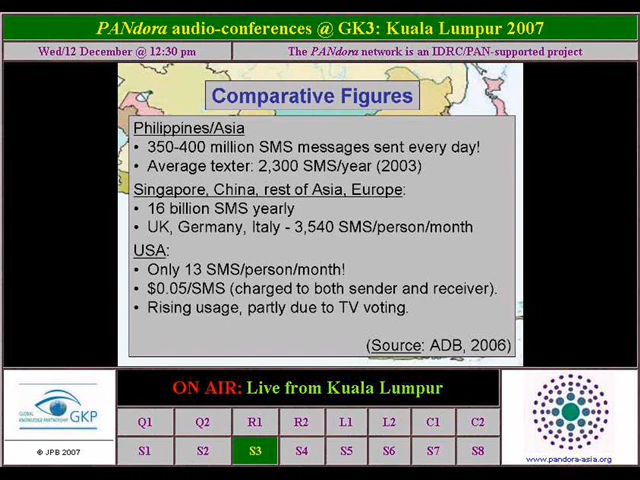 PANdora audio-conferences @ GK3: Kuala Lumpur 2007
Wed/12 December @ 12:30 pm
The PANdora network is an IDRC/PAN-supported project
Comparative Figures
Philippines/Asia
• 350-400 million SMS messages sent every day!
• Average texter: 2,300 SMS/year (2003)
Singapore, China, rest of Asia, Europe:
• 16 billion SMS yearly
• UK, Germany, Italy - 3,540 SMS/person/month
USA:
• Only 13 SMS/person/month!
• $0.05/SMS (charged to both sender and receiver).
• Rising usage, partly due to TV voting.
(Source: ADB, 2006)
GLOBAL KNOWLEDGE PARTNERSHIP
GKP
© JPB 2007
ON AIR: Live from Kuala Lumpur
Q1 Q2 R1 R2 L1 L2 C1 C2
S1 S2 S3 S4 S5 S6 S7 S8
www.pandora-asia.org